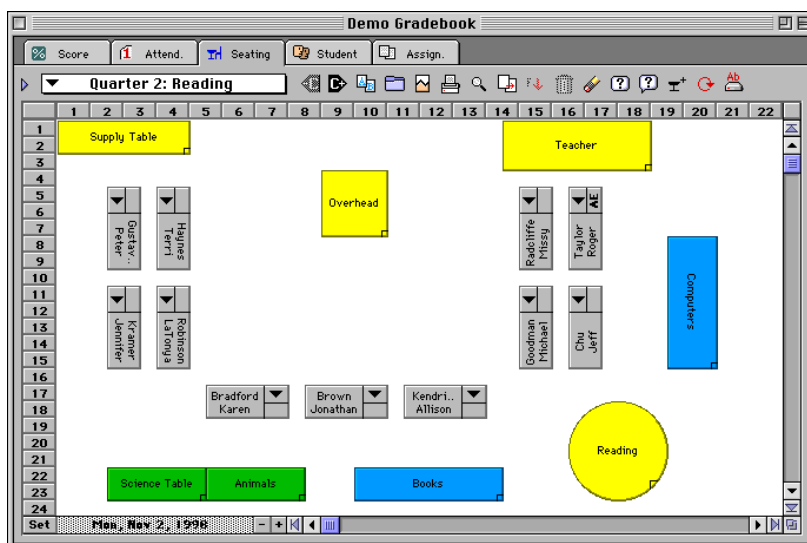 Demo Gradebook
Score
Attend.
Seating
Student
Assign.
Quarter 2: Reading
Ab
1 2 3 4 5 6 7 8 9 10 11 12 13 14 15 16 17 18 19 20 21 22
1
2
3
4
5
6
7
8
9
10
11
12
13
14
15
16
17
18
19
20
21
22
23
24
Supply Table
Teacher
Overhead
Gustav..
Peter
Haynes
Terri
Radcliffe
Missy
AE
Taylor
Roger
Computers
Kramer
Jennifer
Robinson
LaTonya
Goodman
Michael
Chu
Jeff
Bradford
Karen
Brown
Jonathan
Kendri..
Allison
Reading
Science Table
Animals
Books
Set
Mon, Nov 2, 1998
- +